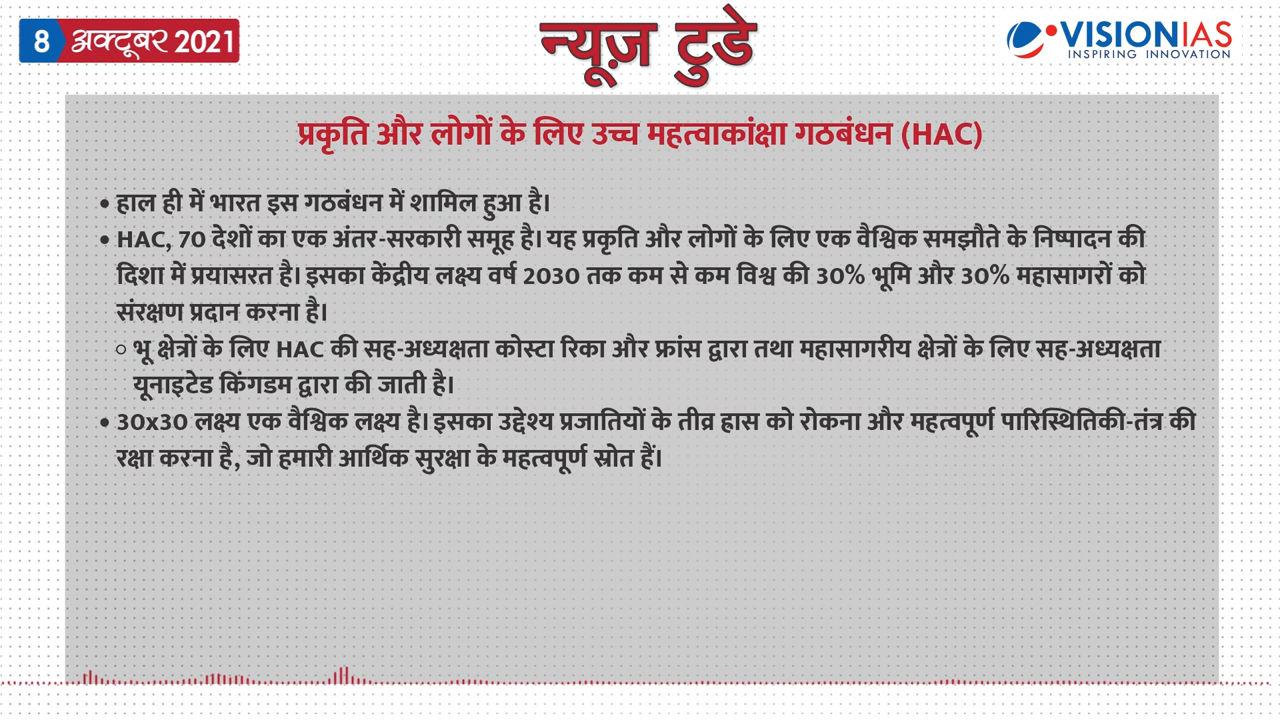 8 अक्टूबर 2021
न्यूज़ टुडे
VISIONIAS
INSPIRING INNOVATION
प्रकृति और लोगों के लिए उच्च महत्वाकांक्षा गठबंधन (HAC)
• हाल ही में भारत इस गठबंधन में शामिल हुआ है।
• HAC, 70 देशों का एक अंतर-सरकारी समूह है। यह प्रकृति और लोगों के लिए एक वैश्विक समझौते के निष्पादन की
दिशा में प्रयासरत है। इसका केंद्रीय लक्ष्य वर्ष 2030 तक कम से कम विश्व की 30% भूमि और 30% महासागरों को
संरक्षण प्रदान करना है।
○ भू क्षेत्रों के लिए HAC की सह-अध्यक्षता कोस्टा रिका और फ्रांस द्वारा तथा महासागरीय क्षेत्रों के लिए सह-अध्यक्षता
यूनाइटेड किंगडम द्वारा की जाती है।
• 30x30 लक्ष्य एक वैश्विक लक्ष्य है। इसका उद्देश्य प्रजातियों के तीव्र ह्रास को रोकना और महत्वपूर्ण पारिस्थितिकी-तंत्र की
रक्षा करना है, जो हमारी आर्थिक सुरक्षा के महत्वपूर्ण स्रोत हैं।